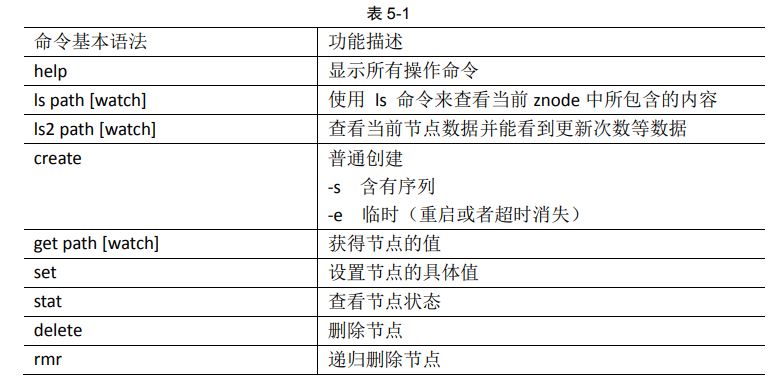 表 5-1
命令基本语法 功能描述
help 显示所有操作命令
ls path [watch] 使用 ls 命令来查看当前 znode 中所包含的内容
ls2 path [watch] 查看当前节点数据并能看到更新次数等数据
create 普通创建
-s 含有序列
-e 临时（重启或者超时消失）
get path [watch] 获得节点的值
set 设置节点的具体值
stat 查看节点状态
delete 删除节点
rmr 递归删除节点